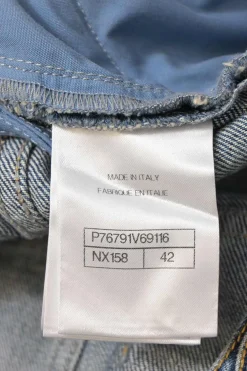 MADE IN ITALY
FABRIQUE EN ITALIE
P76791V69116
NX158 42